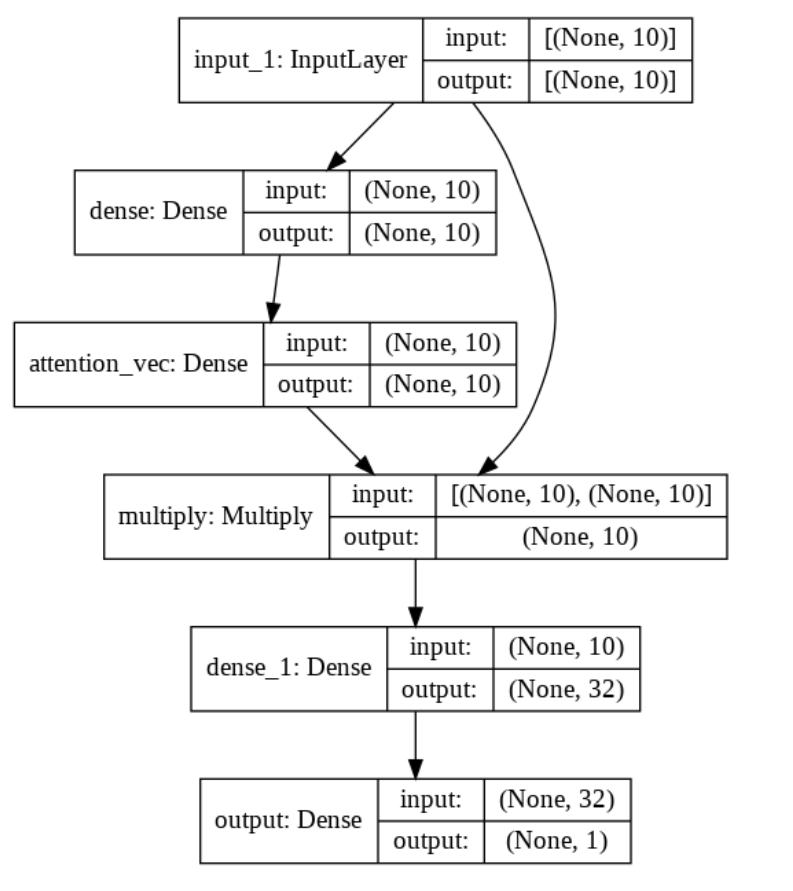 input_1: InputLayer
input: [(None, 10)]
output: [(None, 10)]
dense: Dense
input: (None, 10)
output: (None, 10)
attention_vec: Dense
input: (None, 10)
output: (None, 10)
multiply: Multiply
input: [(None, 10), (None, 10)]
output: (None, 10)
dense_1: Dense
input: (None, 10)
output: (None, 32)
output: Dense
input: (None, 32)
output: (None, 1)